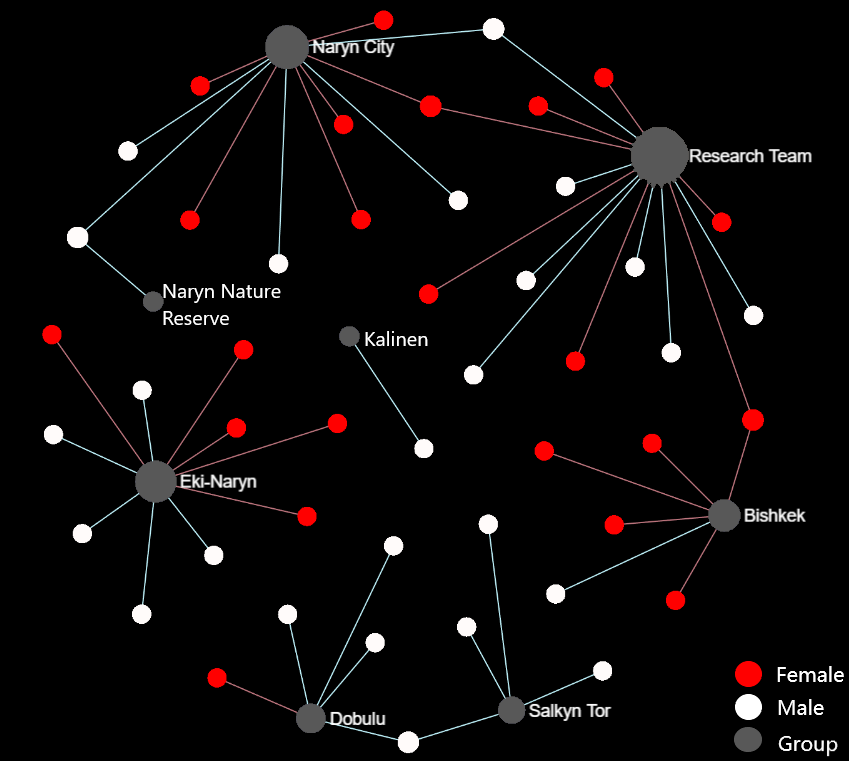 Naryn City
Research Team
Naryn Nature
Reserve
Kalinen
Eki-Naryn
Bishkek
Dobulu
Salkyn Tor
Female
Male
Group